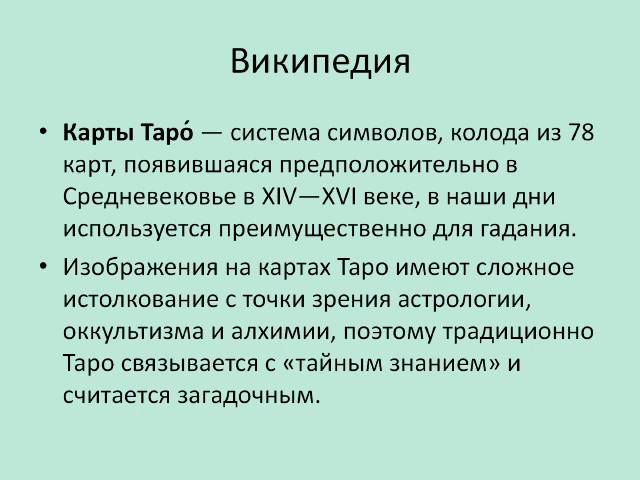 Википедия
• Карты Таро́ — система символов, колода из 78
карт, появившаяся предположительно в
Средневековье в XIV—XVI веке, в наши дни
используется преимущественно для гадания.
• Изображения на картах Таро имеют сложное
истолкование с точки зрения астрологии,
оккультизма и алхимии, поэтому традиционно
Таро связывается с «тайным знанием» и
считается загадочным.